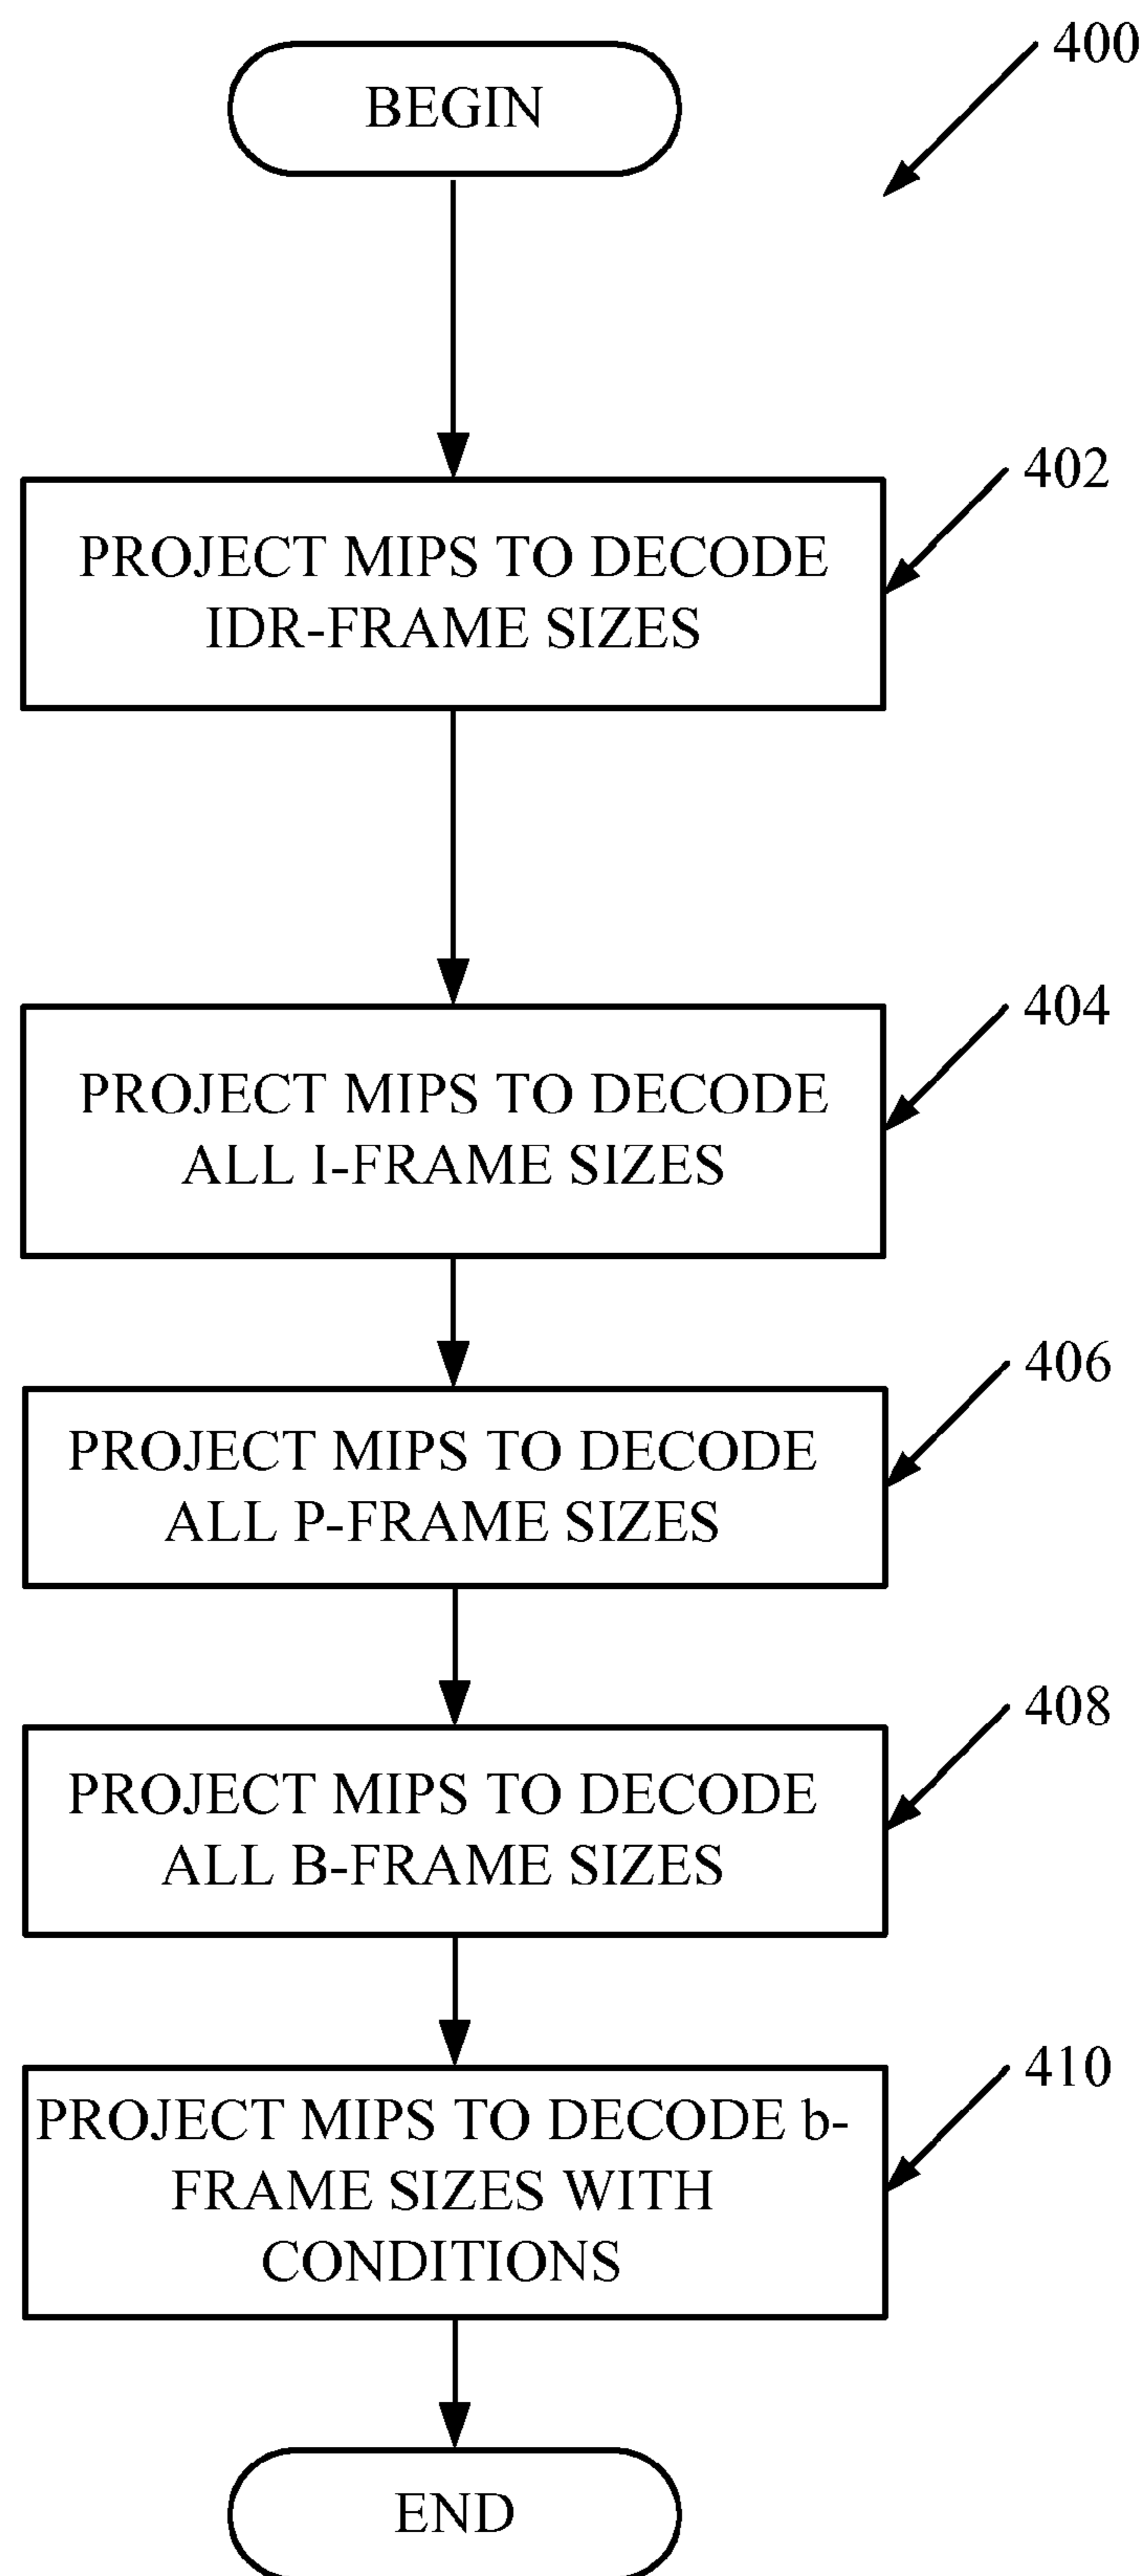 400
BEGIN
402
PROJECT MIPS TO DECODE
IDR-FRAME SIZES
404
PROJECT MIPS TO DECODE
ALL I-FRAME SIZES
406
PROJECT MIPS TO DECODE
ALL P-FRAME SIZES
408
PROJECT MIPS TO DECODE
ALL B-FRAME SIZES
410
PROJECT MIPS TO DECODE b-
FRAME SIZES WITH
CONDITIONS
END